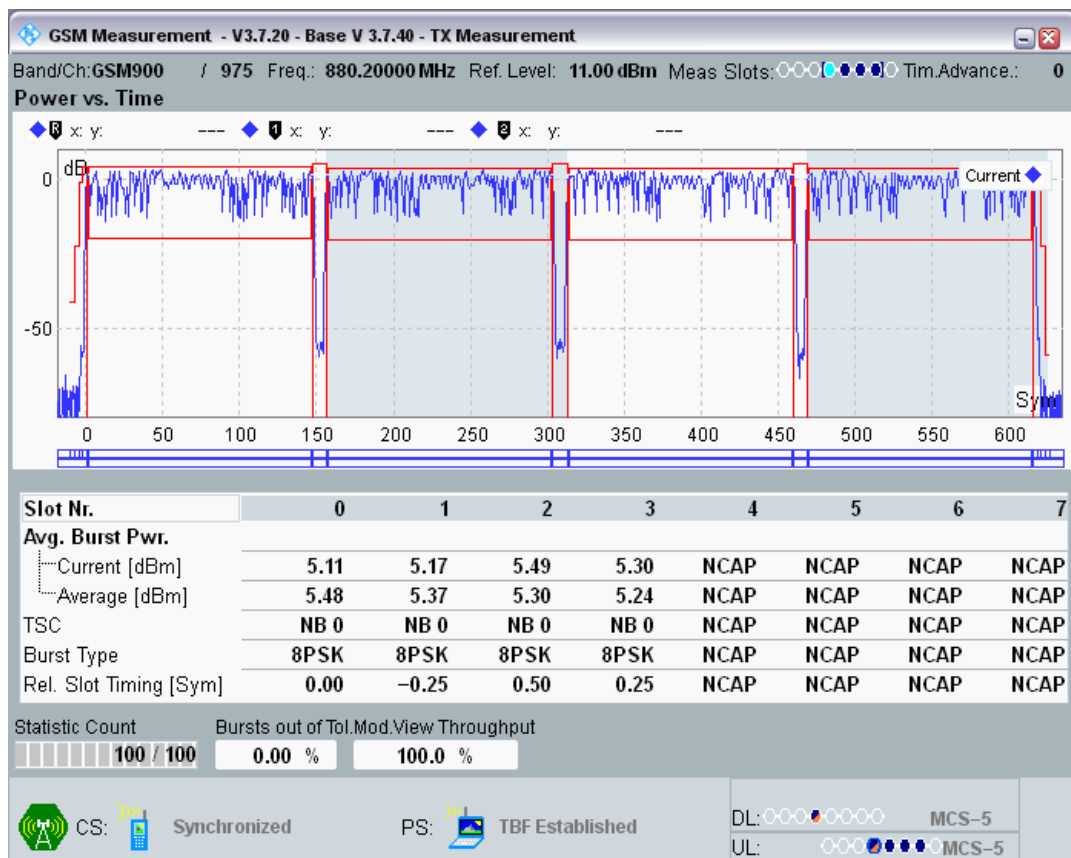 GSM Measurement - V3.7.20 - Base V 3.7.40 - TX Measurement
Band/Ch:GSM900 / 975 Freq.: 880.20000 MHz Ref. Level: 11.00 dBm Meas Slots: Tim.Advance.: 0
Power vs. Time
R x: y: --- 1 x: y: --- 2 x: y: ---
dB
0
Current
-50
Sym
0 50 100 150 200 250 300 350 400 450 500 550 600
Slot Nr. 0 1 2 3 4 5 6 7
Avg. Burst Pwr.
Current [dBm] 5.11 5.17 5.49 5.30 NCAP NCAP NCAP NCAP
Average [dBm] 5.48 5.37 5.30 5.24 NCAP NCAP NCAP NCAP
TSC NB 0 NB 0 NB 0 NB 0 NCAP NCAP NCAP NCAP
Burst Type 8PSK 8PSK 8PSK 8PSK NCAP NCAP NCAP NCAP
Rel. Slot Timing [Sym] 0.00 −0.25 0.50 0.25 NCAP NCAP NCAP NCAP
Statistic Count Bursts out of Tol. Mod.View Throughput
100 / 100 0.00 % 100.0 %
CS: Synchronized PS: TBF Established DL: MCS−5
UL: MCS−5